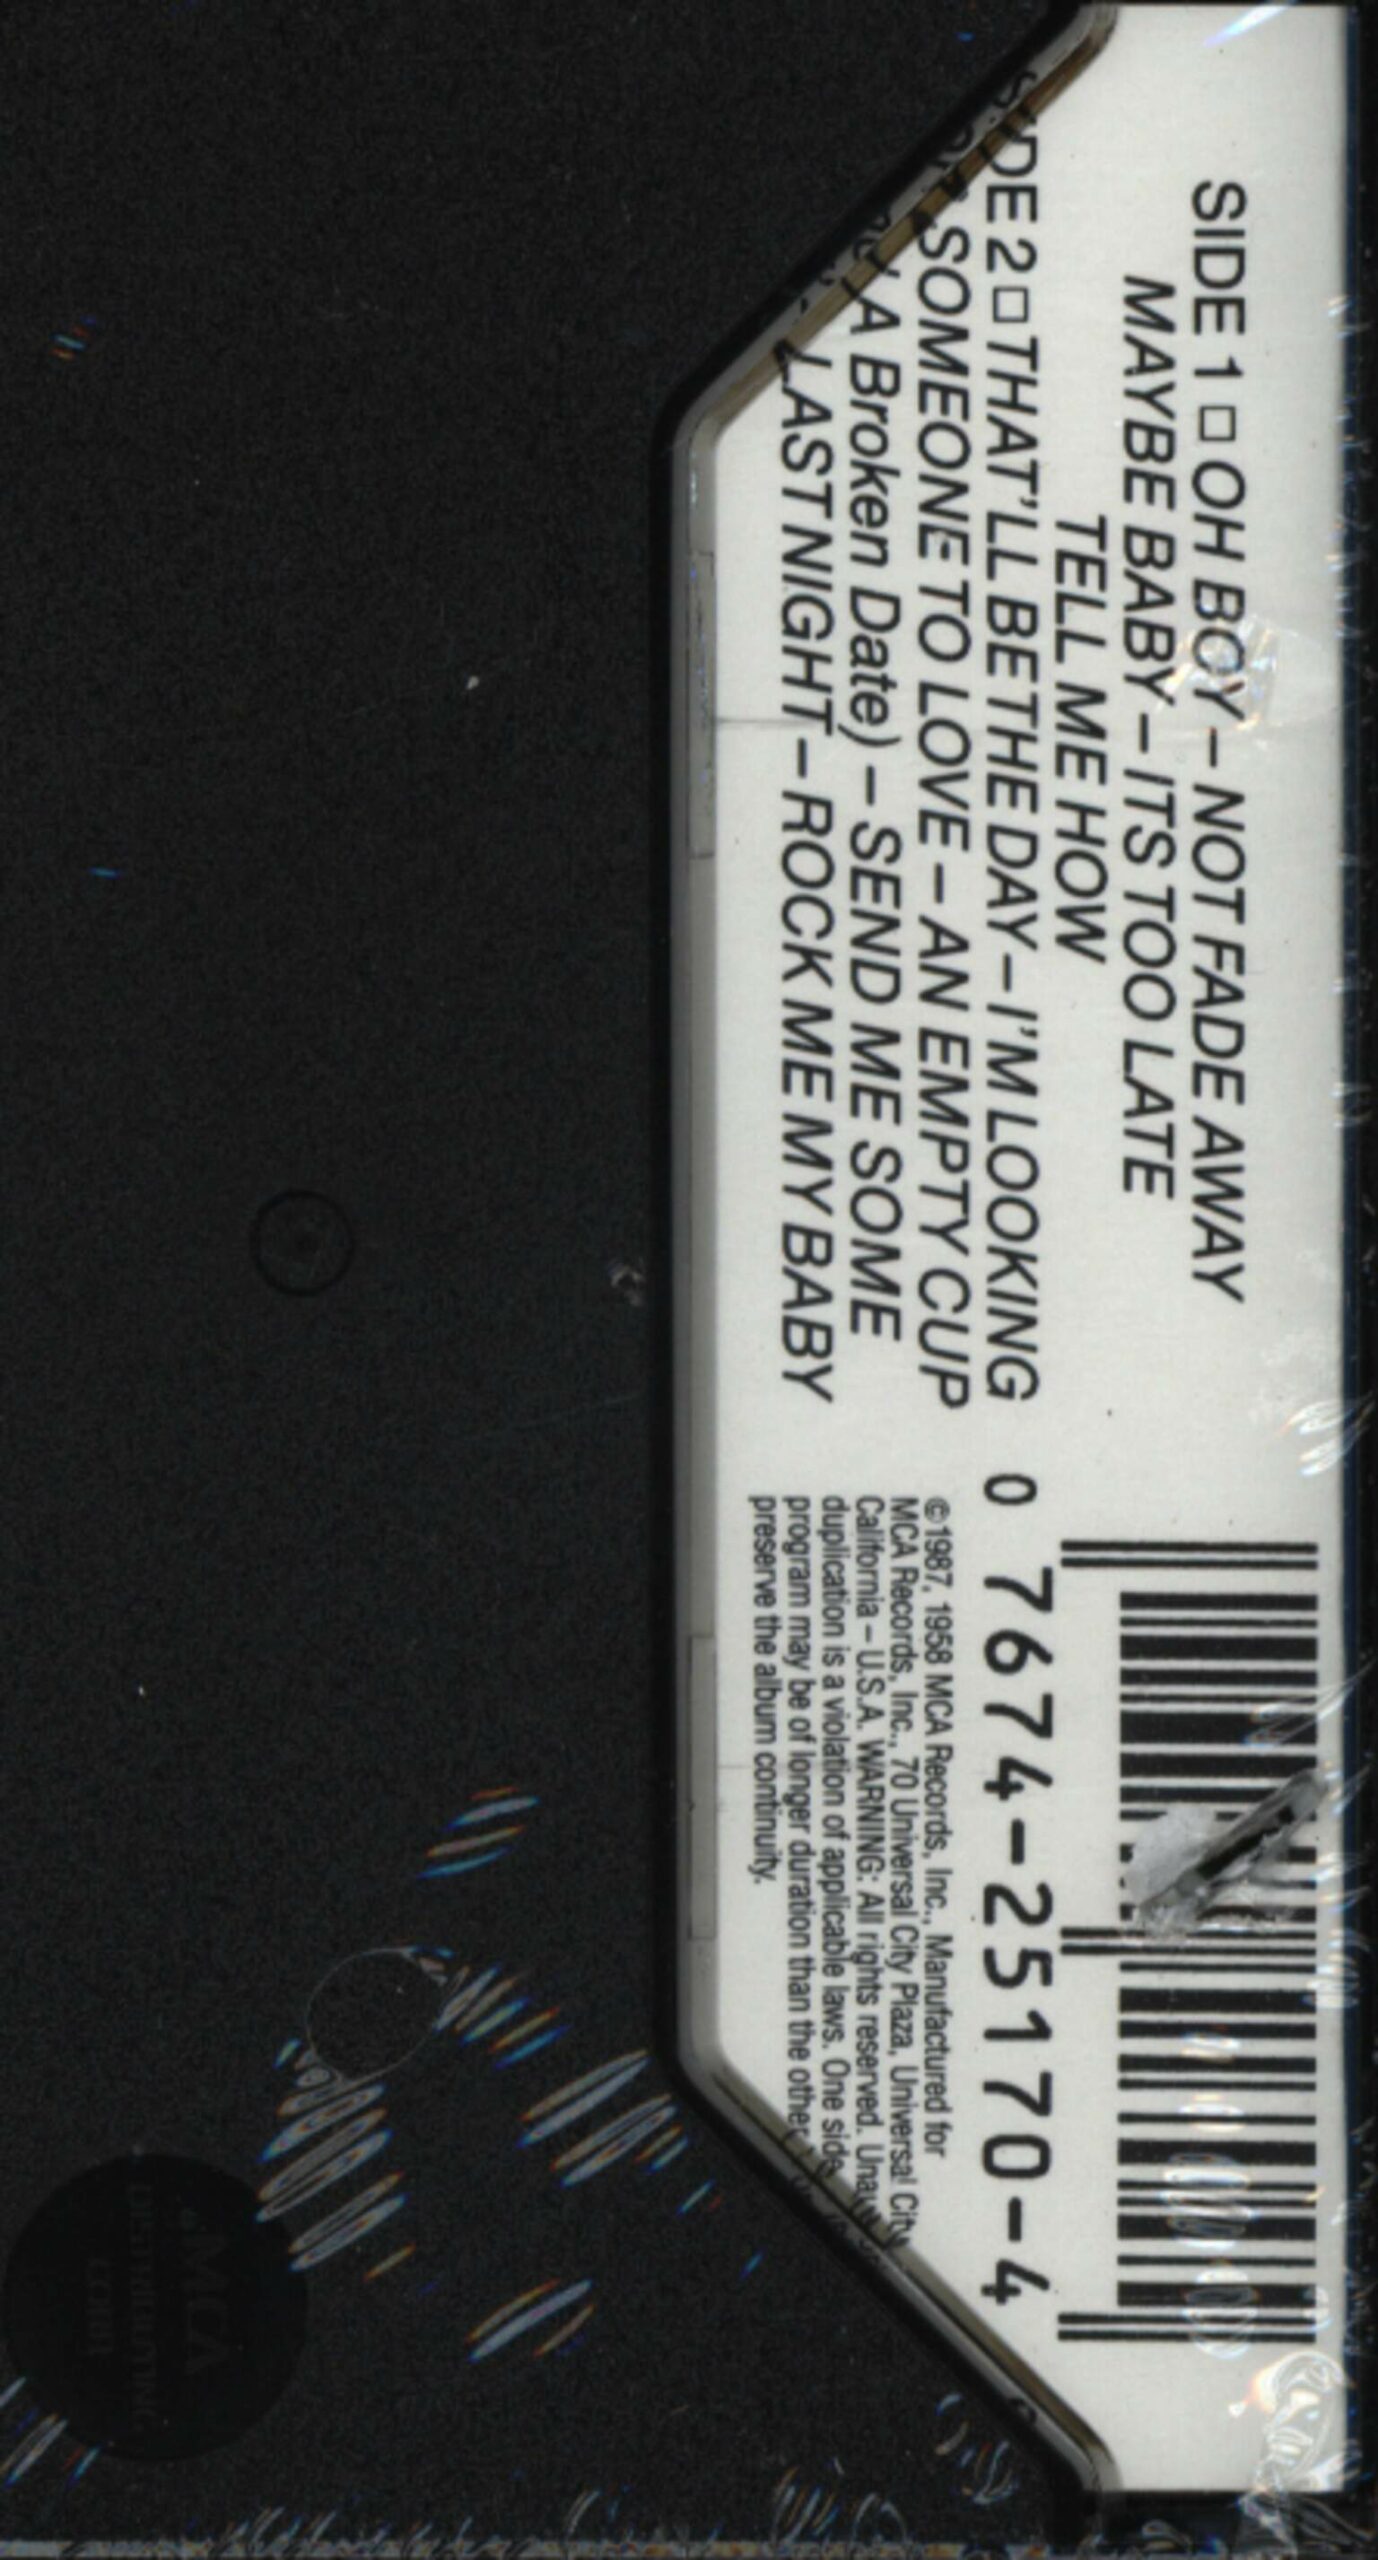 SIDE 1 □ OH BOY – NOT FADE AWAY
MAYBE BABY – ITS TOO LATE
TELL ME HOW
SIDE 2 □ THAT'LL BE THE DAY – I'M LOOKING
SOMEONE TO LOVE – AN EMPTY CUP
A Broken Date) – SEND ME SOME
LAST NIGHT – ROCK ME MY BABY
0 7674-25170-4
©1987, 1958 MCA Records, Inc., Manufactured for
MCA Records, Inc., 70 Universal City Plaza, Universal City
California – U.S.A. WARNING: All rights reserved.
duplication is a violation of applicable laws. One side
program may be of longer duration than the other
preserve the album continuity.
MCA
DISTRIBUTING
CORP.